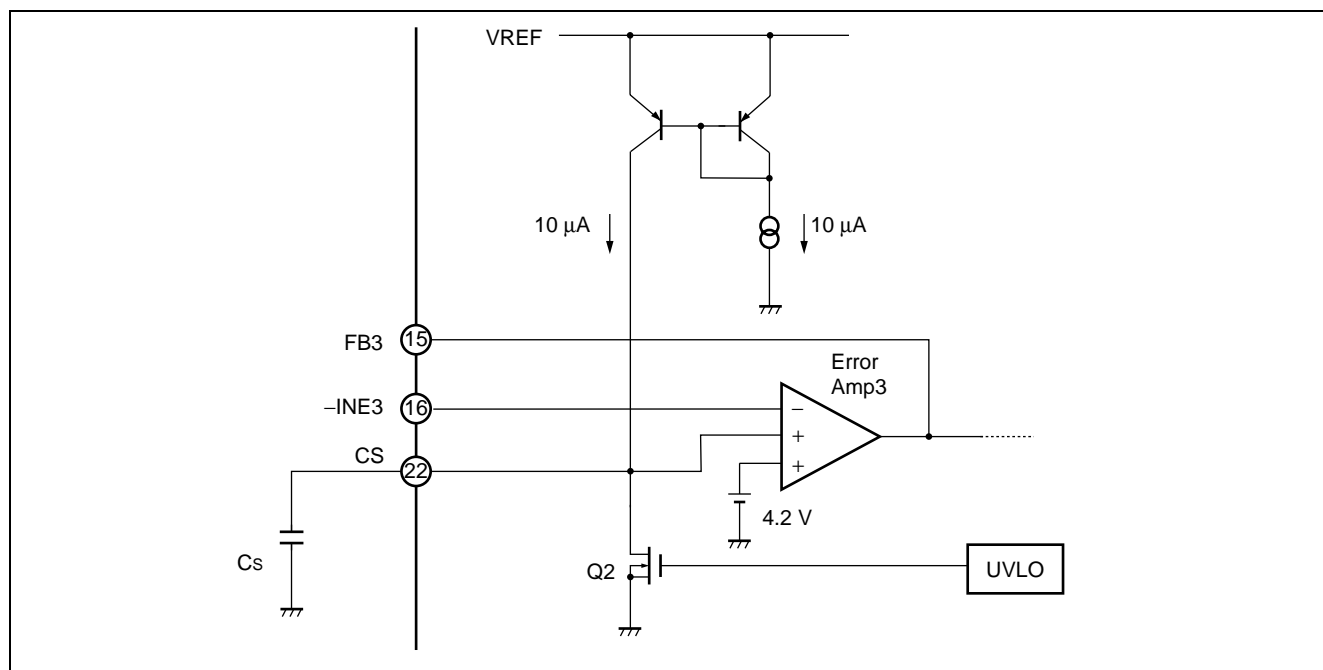 VREF
10 µA
10 µA
FB3
15
Error
Amp3
–INE3
16
−
CS
22
+
+
4.2 V
Cs
Q2
UVLO